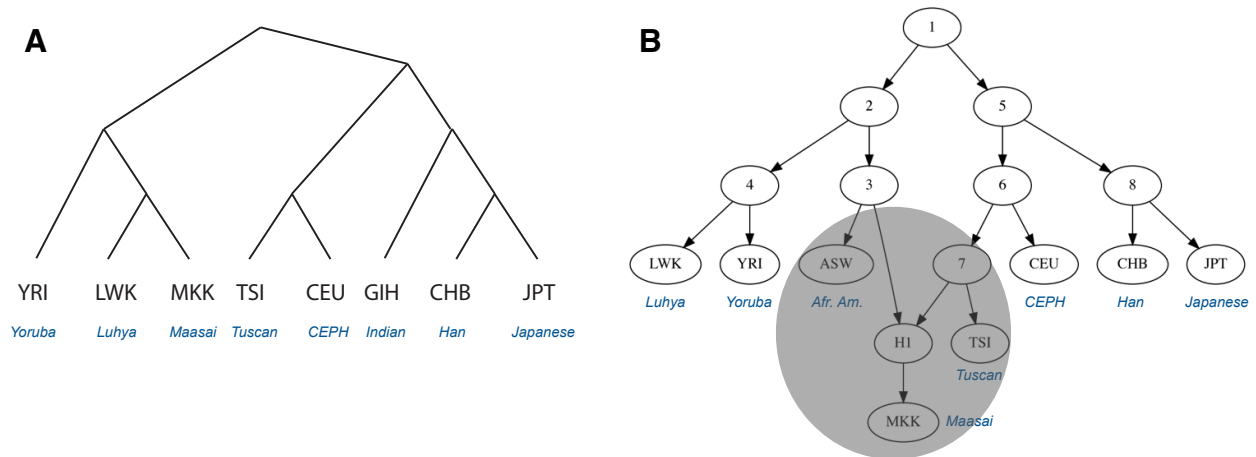 A
YRI LWK MKK TSI CEU GIH CHB JPT
Yoruba Luhya Maasai Tuscan CEPH Indian Han Japanese
B
1
2 5
4 3 6 8
LWK YRI ASW 7 CEU CHB JPT
Luhya Yoruba Afr. Am. CEPH Han Japanese
H1 TSI
Tuscan
MKK Maasai